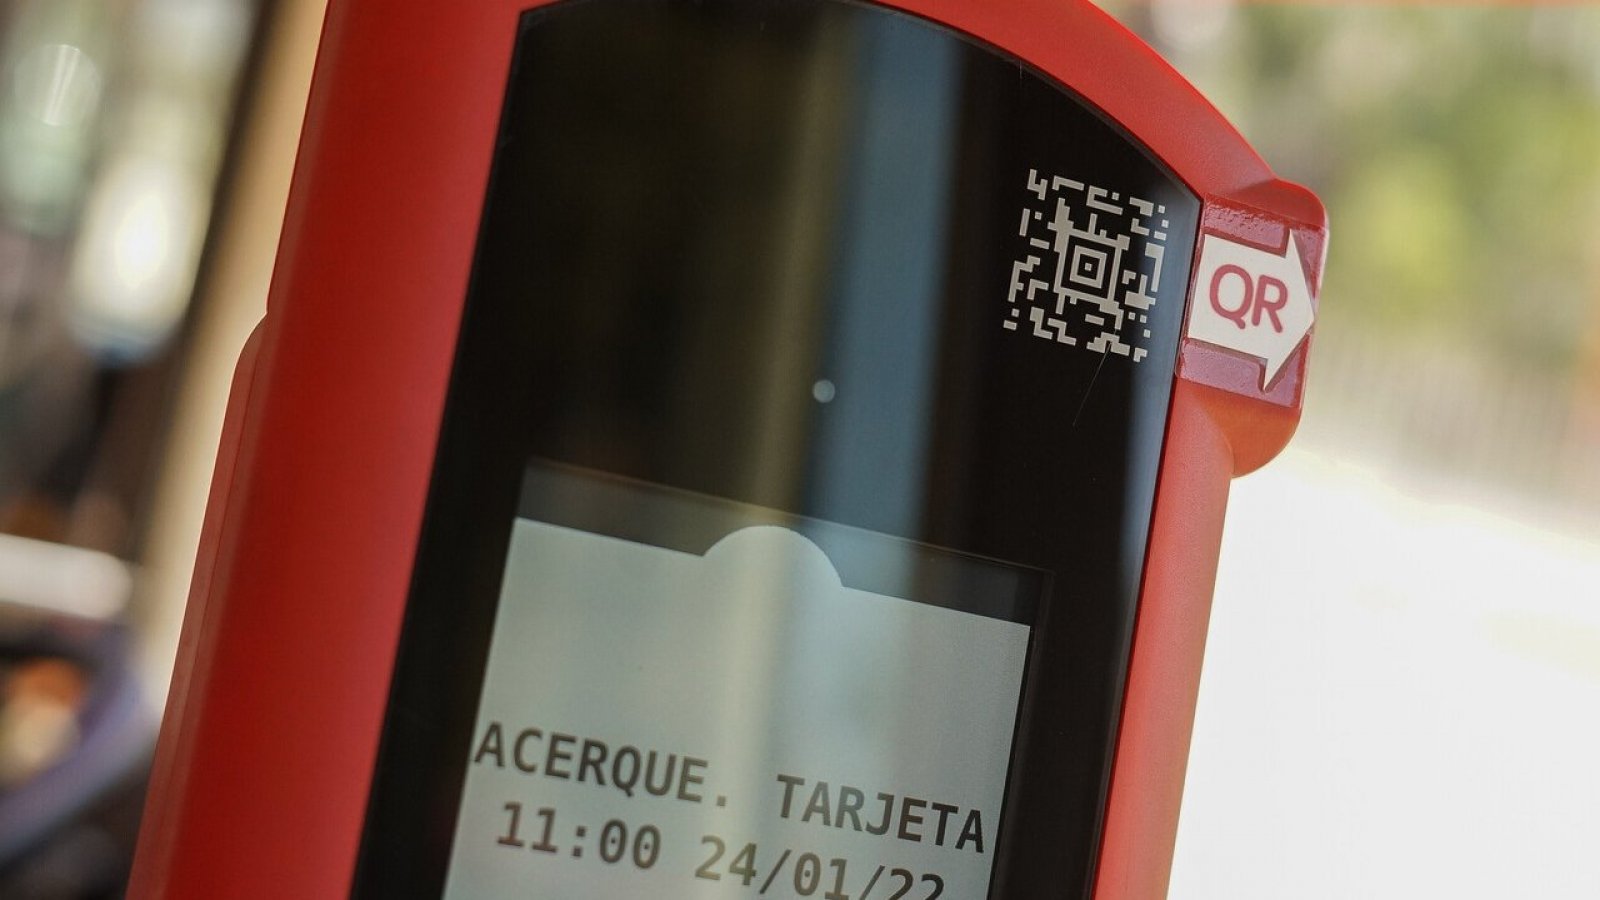 QR
ACERQUE. TARJETA
11:00 24/01/22